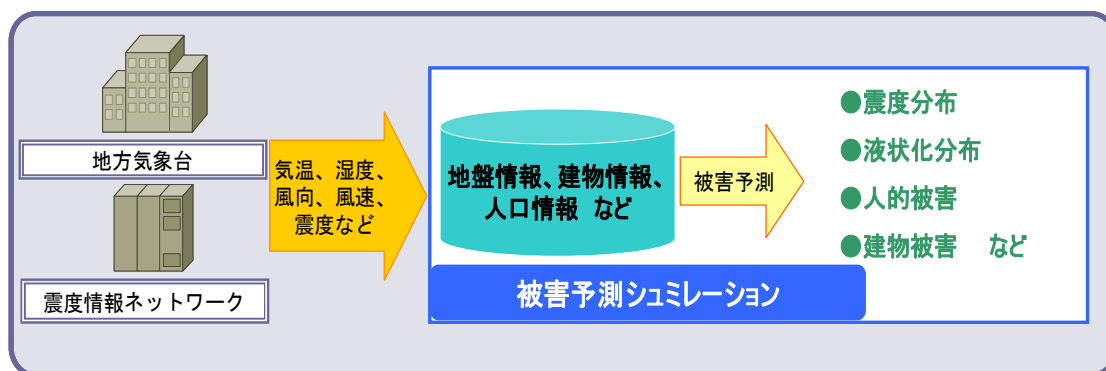 地方気象台
震度情報ネットワーク
気温、湿度、
風向、風速、
震度など
地盤情報、建物情報、
人口情報 など
被害予測シュミレーション
被害予測
●震度分布
●液状化分布
●人的被害
●建物被害 など